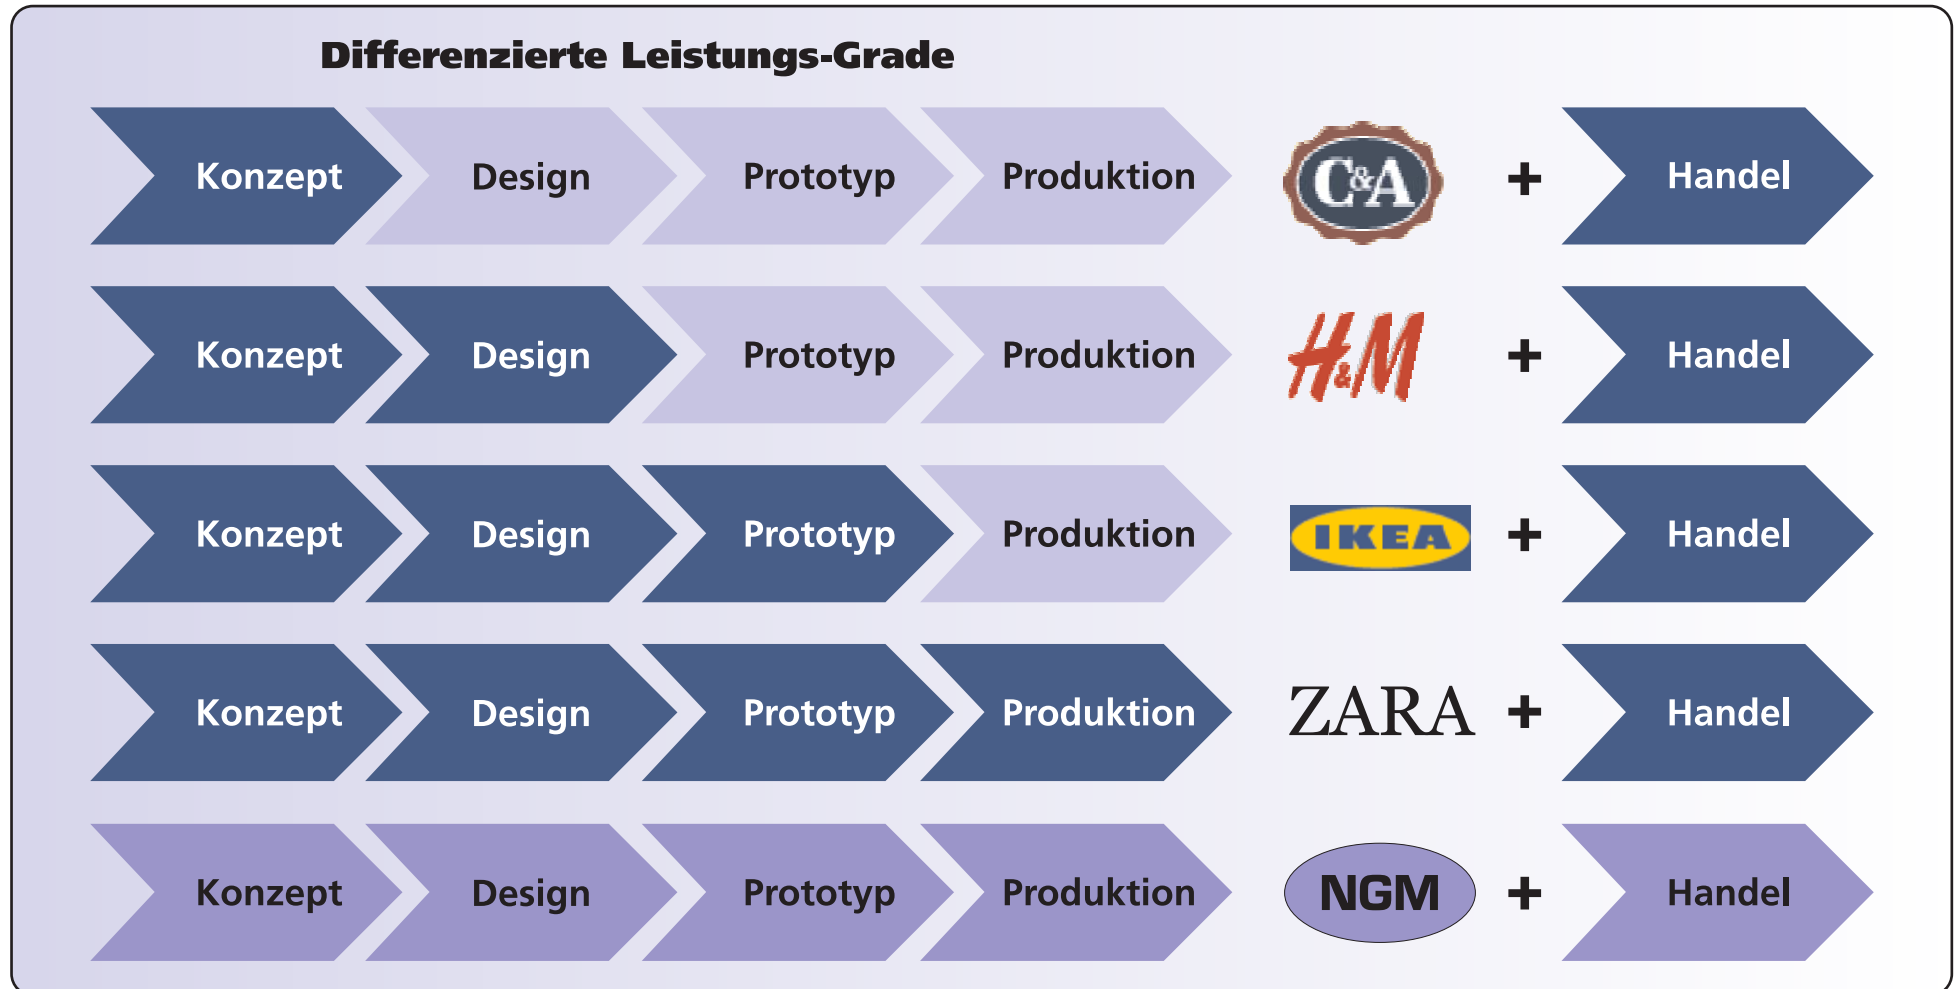 Differenzierte Leistungs-Grade
Konzept Design Prototyp Produktion C&A + Handel
Konzept Design Prototyp Produktion H&M + Handel
Konzept Design Prototyp Produktion IKEA + Handel
Konzept Design Prototyp Produktion ZARA + Handel
Konzept Design Prototyp Produktion NGM + Handel